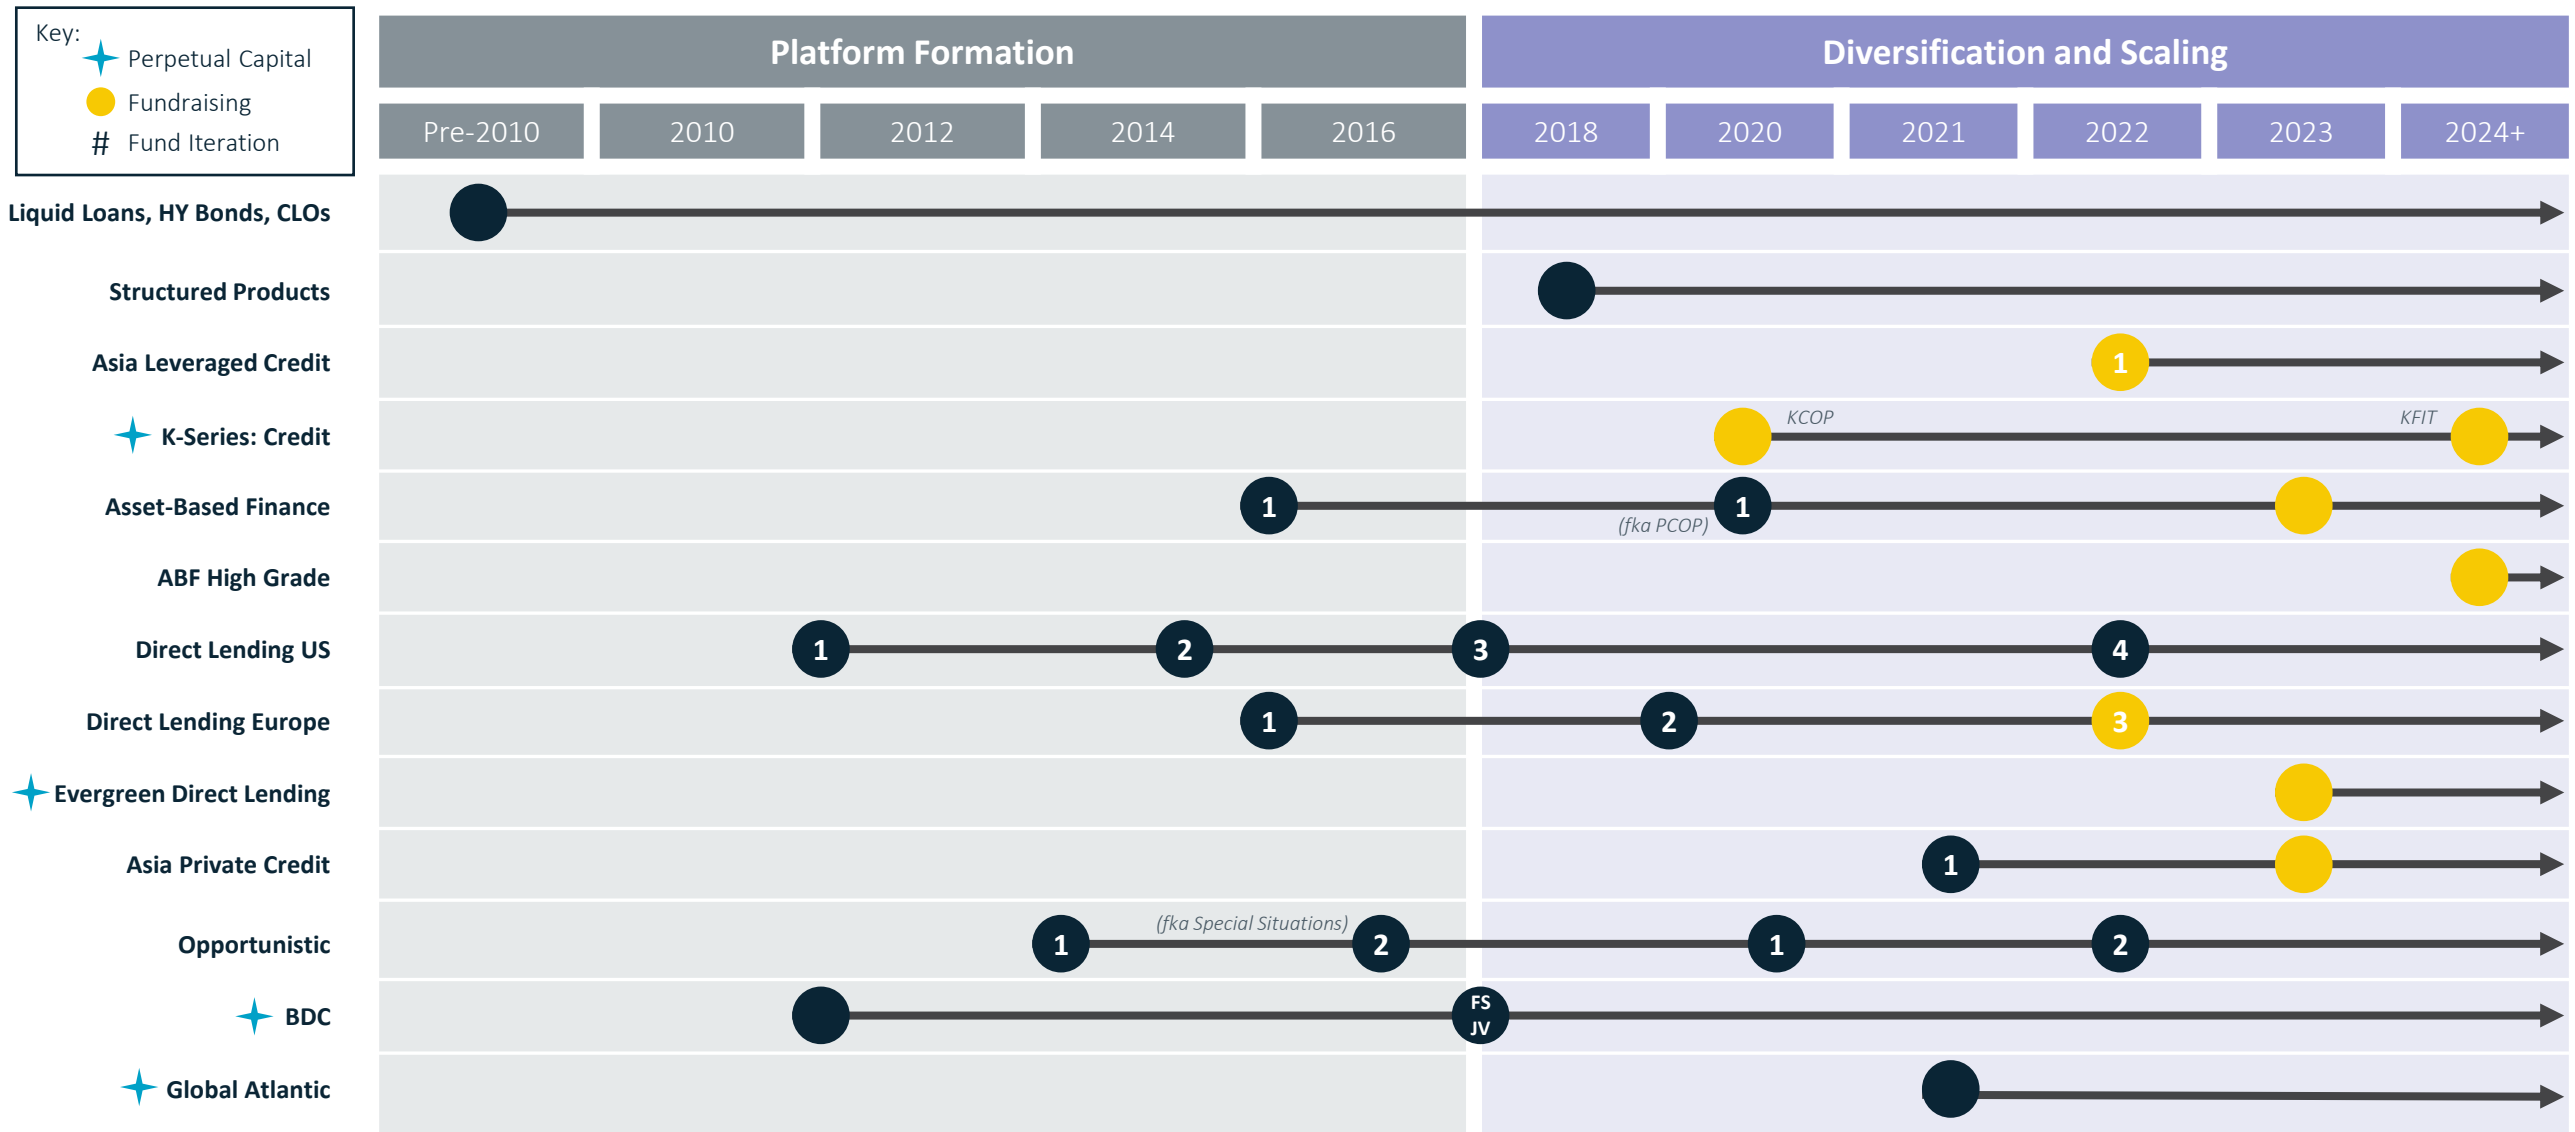 Key:
Perpetual Capital
Fundraising
# Fund Iteration
Platform Formation
Diversification and Scaling
Pre-2010
2010
2012
2014
2016
2018
2020
2021
2022
2023
2024+
Liquid Loans, HY Bonds, CLOs
Structured Products
Asia Leveraged Credit
1
K-Series: Credit
KCOP
KFIT
Asset-Based Finance
1
(fka PCOP)
1
ABF High Grade
Direct Lending US
1
2
3
4
Direct Lending Europe
1
2
3
Evergreen Direct Lending
Asia Private Credit
1
Opportunistic
1
(fka Special Situations)
2
1
2
BDC
FS
JV
Global Atlantic